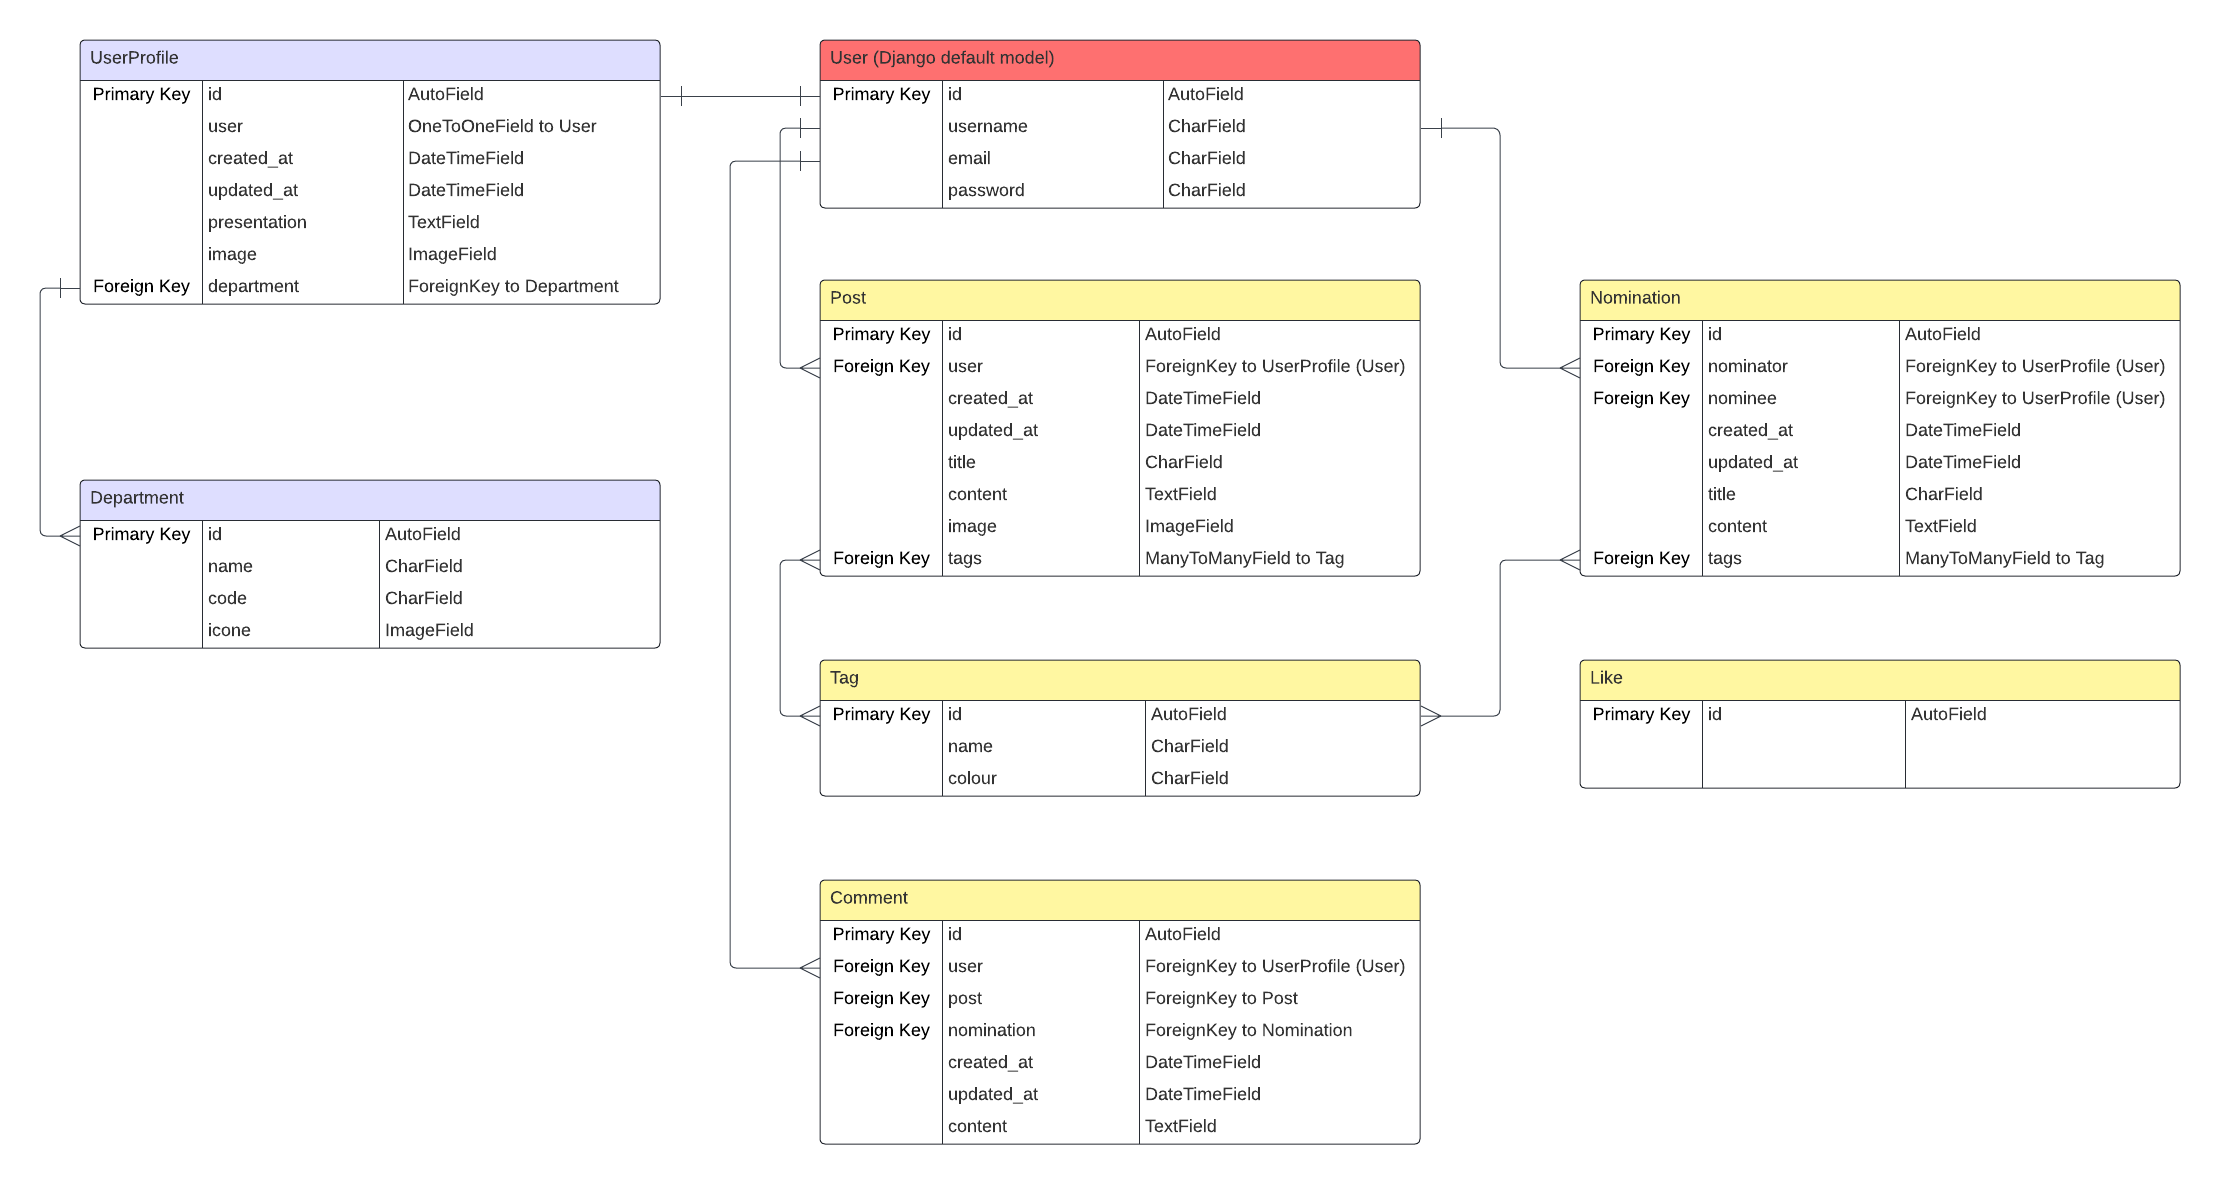 UserProfile
Primary Key id AutoField
user OneToOneField to User
created_at DateTimeField
updated_at DateTimeField
presentation TextField
image ImageField
Foreign Key department ForeignKey to Department
User (Django default model)
Primary Key id AutoField
username CharField
email CharField
password CharField
Post
Primary Key id AutoField
Foreign Key user ForeignKey to UserProfile (User)
created_at DateTimeField
updated_at DateTimeField
title CharField
content TextField
image ImageField
Foreign Key tags ManyToManyField to Tag
Nomination
Primary Key id AutoField
Foreign Key nominator ForeignKey to UserProfile (User)
Foreign Key nominee ForeignKey to UserProfile (User)
created_at DateTimeField
updated_at DateTimeField
title CharField
content TextField
Foreign Key tags ManyToManyField to Tag
Department
Primary Key id AutoField
name CharField
code CharField
icone ImageField
Tag
Primary Key id AutoField
name CharField
colour CharField
Like
Primary Key id AutoField
Comment
Primary Key id AutoField
Foreign Key user ForeignKey to UserProfile (User)
Foreign Key post ForeignKey to Post
Foreign Key nomination ForeignKey to Nomination
created_at DateTimeField
updated_at DateTimeField
content TextField